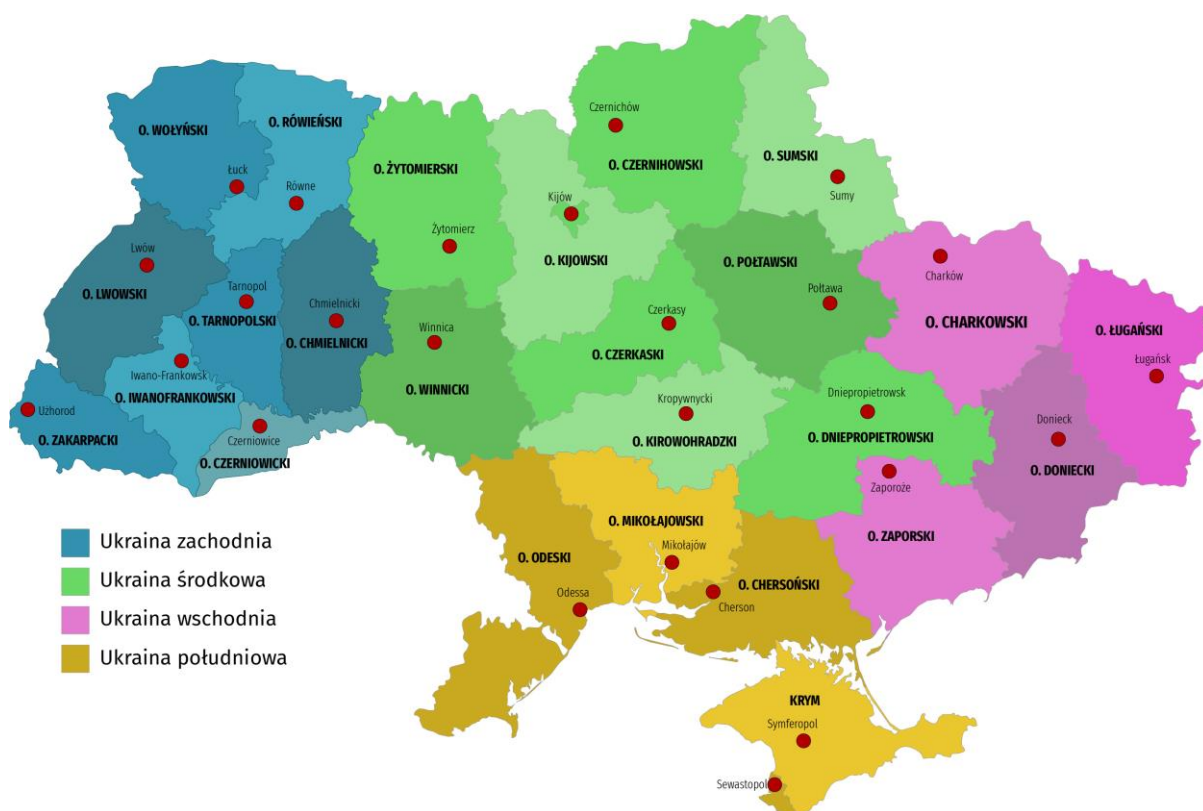 Czernichów
O. WOŁYŃSKI
O. RÓWIEŃSKI
O. ŻYTOMIERSKI
O. CZERNIHOWSKI
O. SUMSKI
Łuck
Równe
Kijów
Sumy
Żytomierz
Lwów
O. KIJOWSKI
O. POŁTAWSKI
Charków
O. LWOWSKI
Tarnopol
Chmielnicki
Połtawa
O. TARNOPOLSKI
Czerkasy
O. CHARKOWSKI
O. ŁUGAŃSKI
Winnica
O. CHMIELNICKI
O. CZERKASKI
Ługańsk
Iwano-Frankowsk
O. WINNICKI
O. IWANOFRANKOWSKI
Kropywnycki
Dniepropietrowsk
Użhorod
Donieck
O. ZAKARPACKI
Czerniowice
O. KIROWOHRADZKI
O. DNIEPROPIETROWSKI
O. CZERNIOWICKI
O. DONIECKI
Zaporoże
O. MIKOŁAJOWSKI
O. ZAPORSKI
Ukraina zachodnia
O. ODESKI
Mikołajów
Ukraina środkowa
O. CHERSOŃSKI
Odessa
Cherson
Ukraina wschodnia
Ukraina południowa
KRYM
Symferopol
Sewastopol